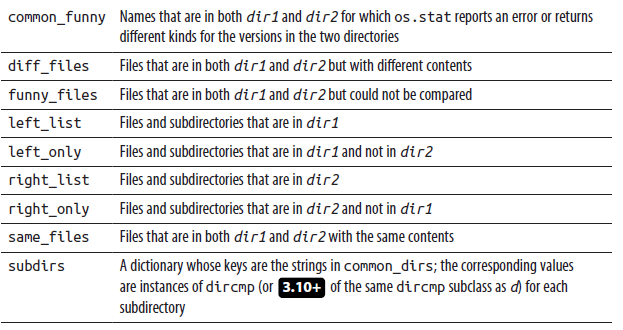 common_funny Names that are in both dir1 and dir2 for which os.stat reports an error or returns
different kinds for the versions in the two directories
diff_files Files that are in both dir1 and dir2 but with different contents
funny_files Files that are in both dir1 and dir2 but could not be compared
left_list Files and subdirectories that are in dir1
left_only Files and subdirectories that are in dir1 and not in dir2
right_list Files and subdirectories that are in dir2
right_only Files and subdirectories that are in dir2 and not in dir1
same_files Files that are in both dir1 and dir2 with the same contents
subdirs A dictionary whose keys are the strings in common_dirs; the corresponding values
are instances of dircmp (or 3.10+ of the same dircmp subclass as d) for each
subdirectory